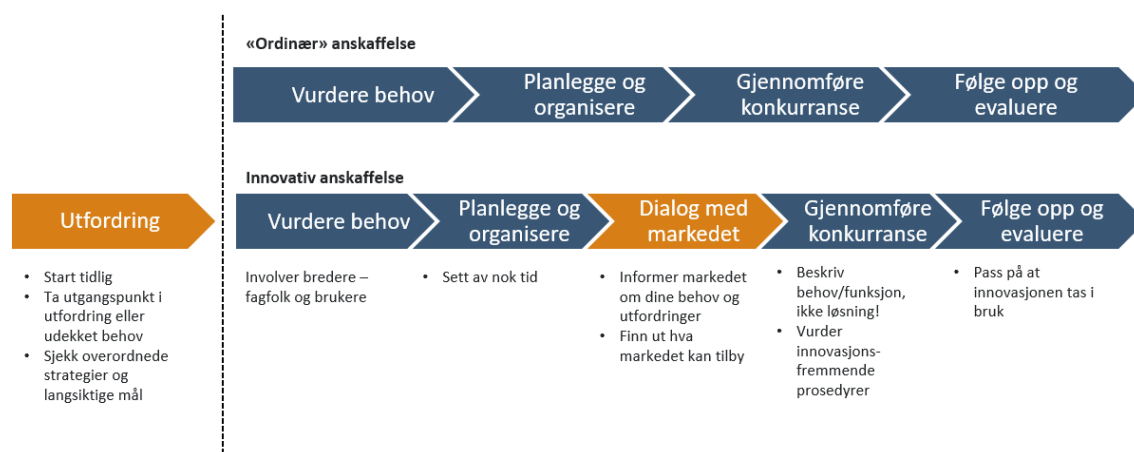 «Ordinær» anskaffelse
Vurdere behov
Planlegge og
organisere
Gjennomføre
konkurranse
Følge opp og
evaluere
Innovativ anskaffelse
Utfordring
Vurdere behov
Planlegge og
organisere
Dialog med
markedet
Gjennomføre
konkurranse
Følge opp og
evaluere
• Start tidlig
• Ta utgangspunkt i
utfordring eller
udekket behov
• Sjekk overordnede
strategier og
langsiktige mål
Involver bredere –
fagfolk og brukere
• Sett av nok tid
• Informer markedet
om dine behov og
utfordringer
• Finn ut hva
markedet kan tilby
• Beskriv
behov/funksjon,
ikke løsning!
• Vurder
innovasjons-
fremmende
prosedyrer
• Pass på at
innovasjonen tas i
bruk